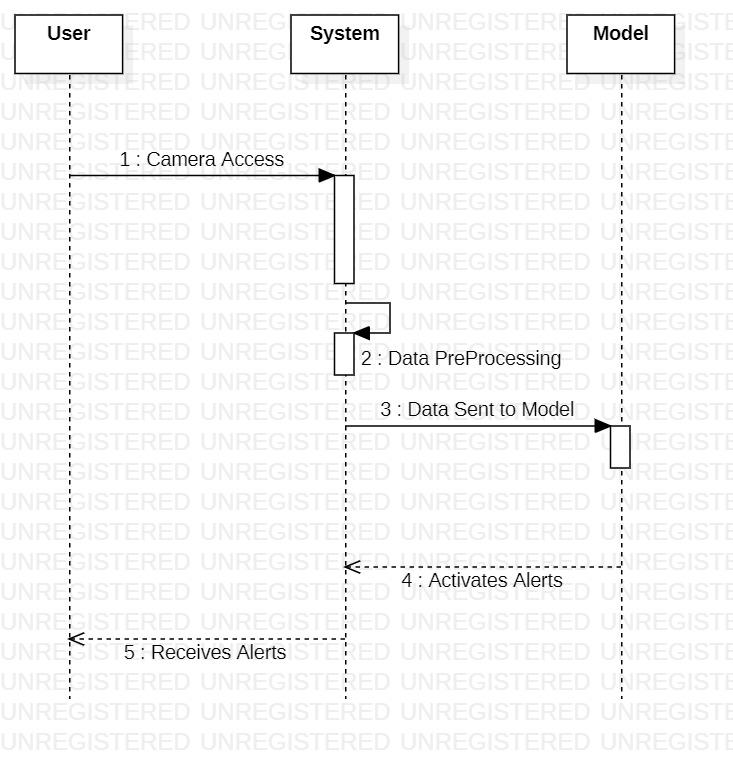 User
System
Model
1 : Camera Access
2 : Data PreProcessing
3 : Data Sent to Model
4 : Activates Alerts
5 : Receives Alerts
UNREGISTERED